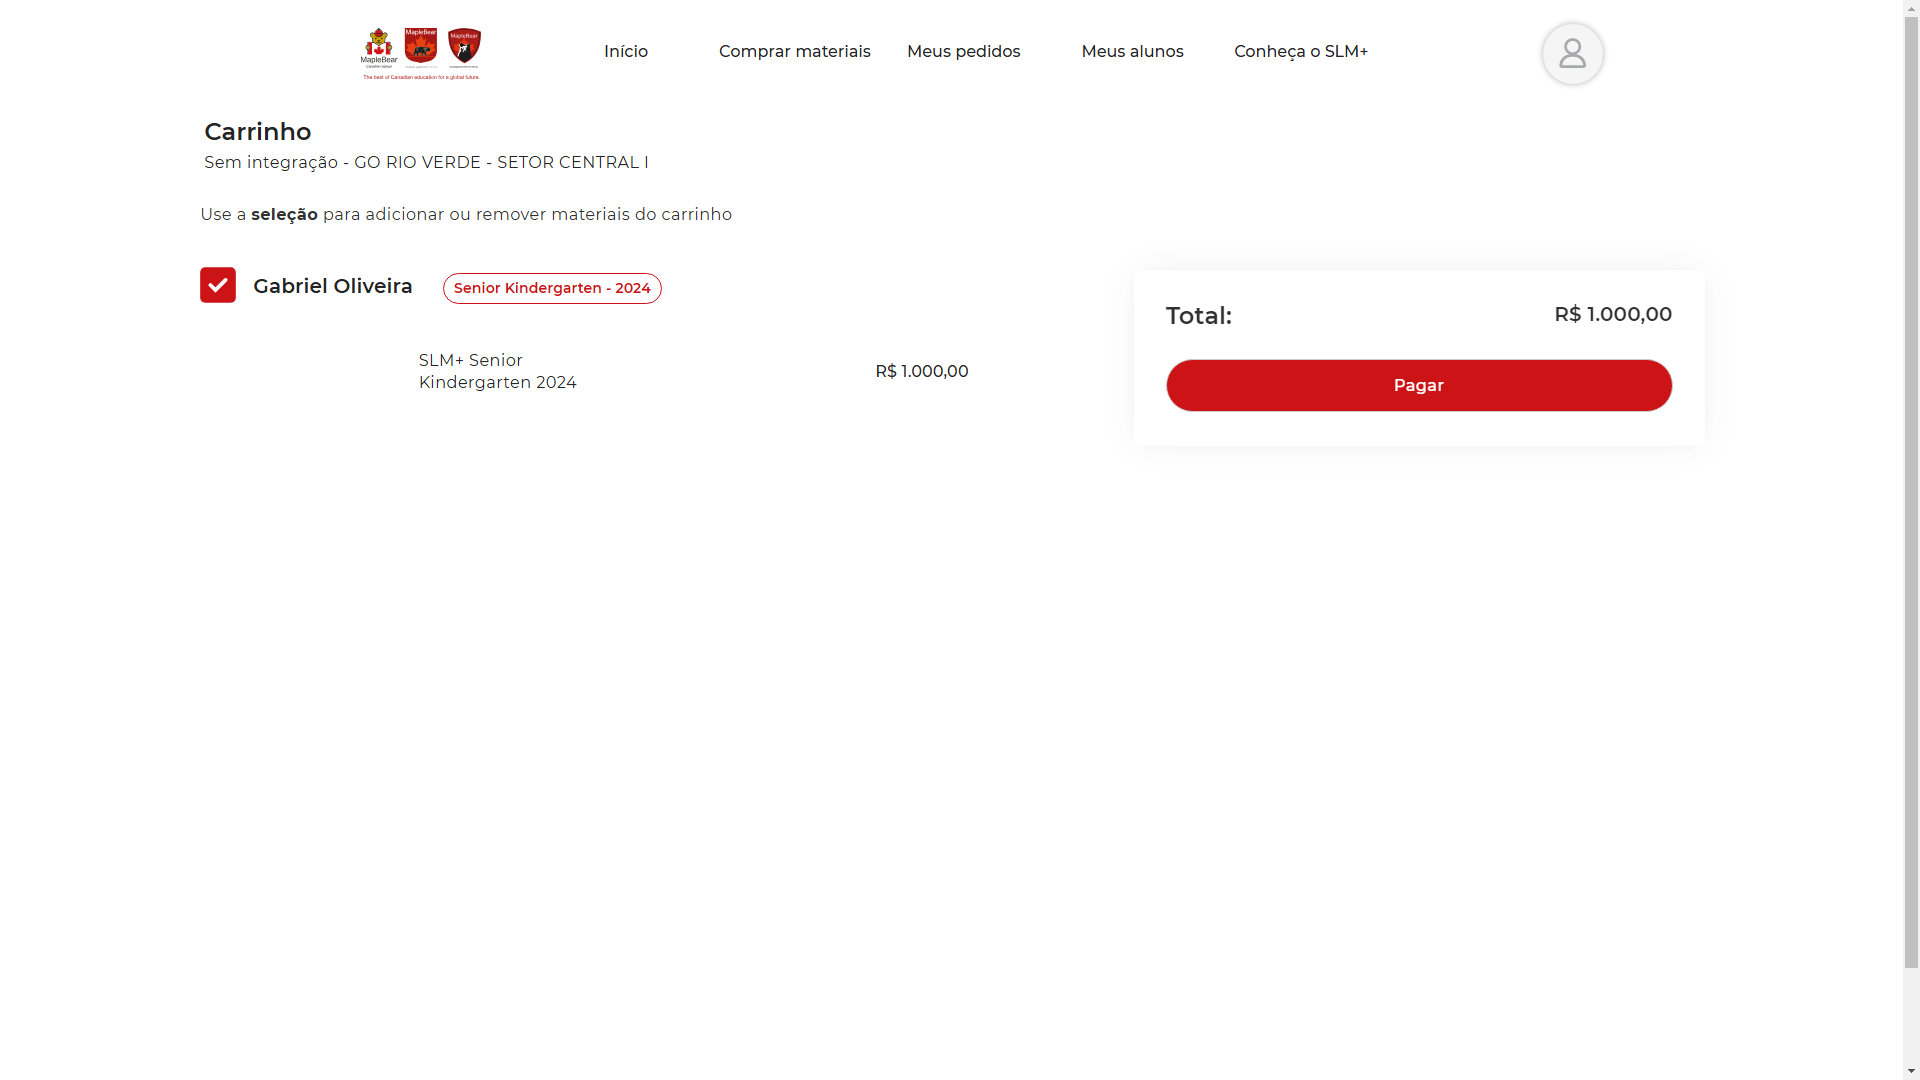 MapleBear MapleBear MapleBear
The best of Canadian education for a global future.
Início Comprar materiais Meus pedidos Meus alunos Conheça o SLM+
Carrinho
Sem integração - GO RIO VERDE - SETOR CENTRAL I
Use a seleção para adicionar ou remover materiais do carrinho
Gabriel Oliveira Senior Kindergarten - 2024
SLM+ Senior
Kindergarten 2024
R$ 1.000,00
Total: R$ 1.000,00
Pagar